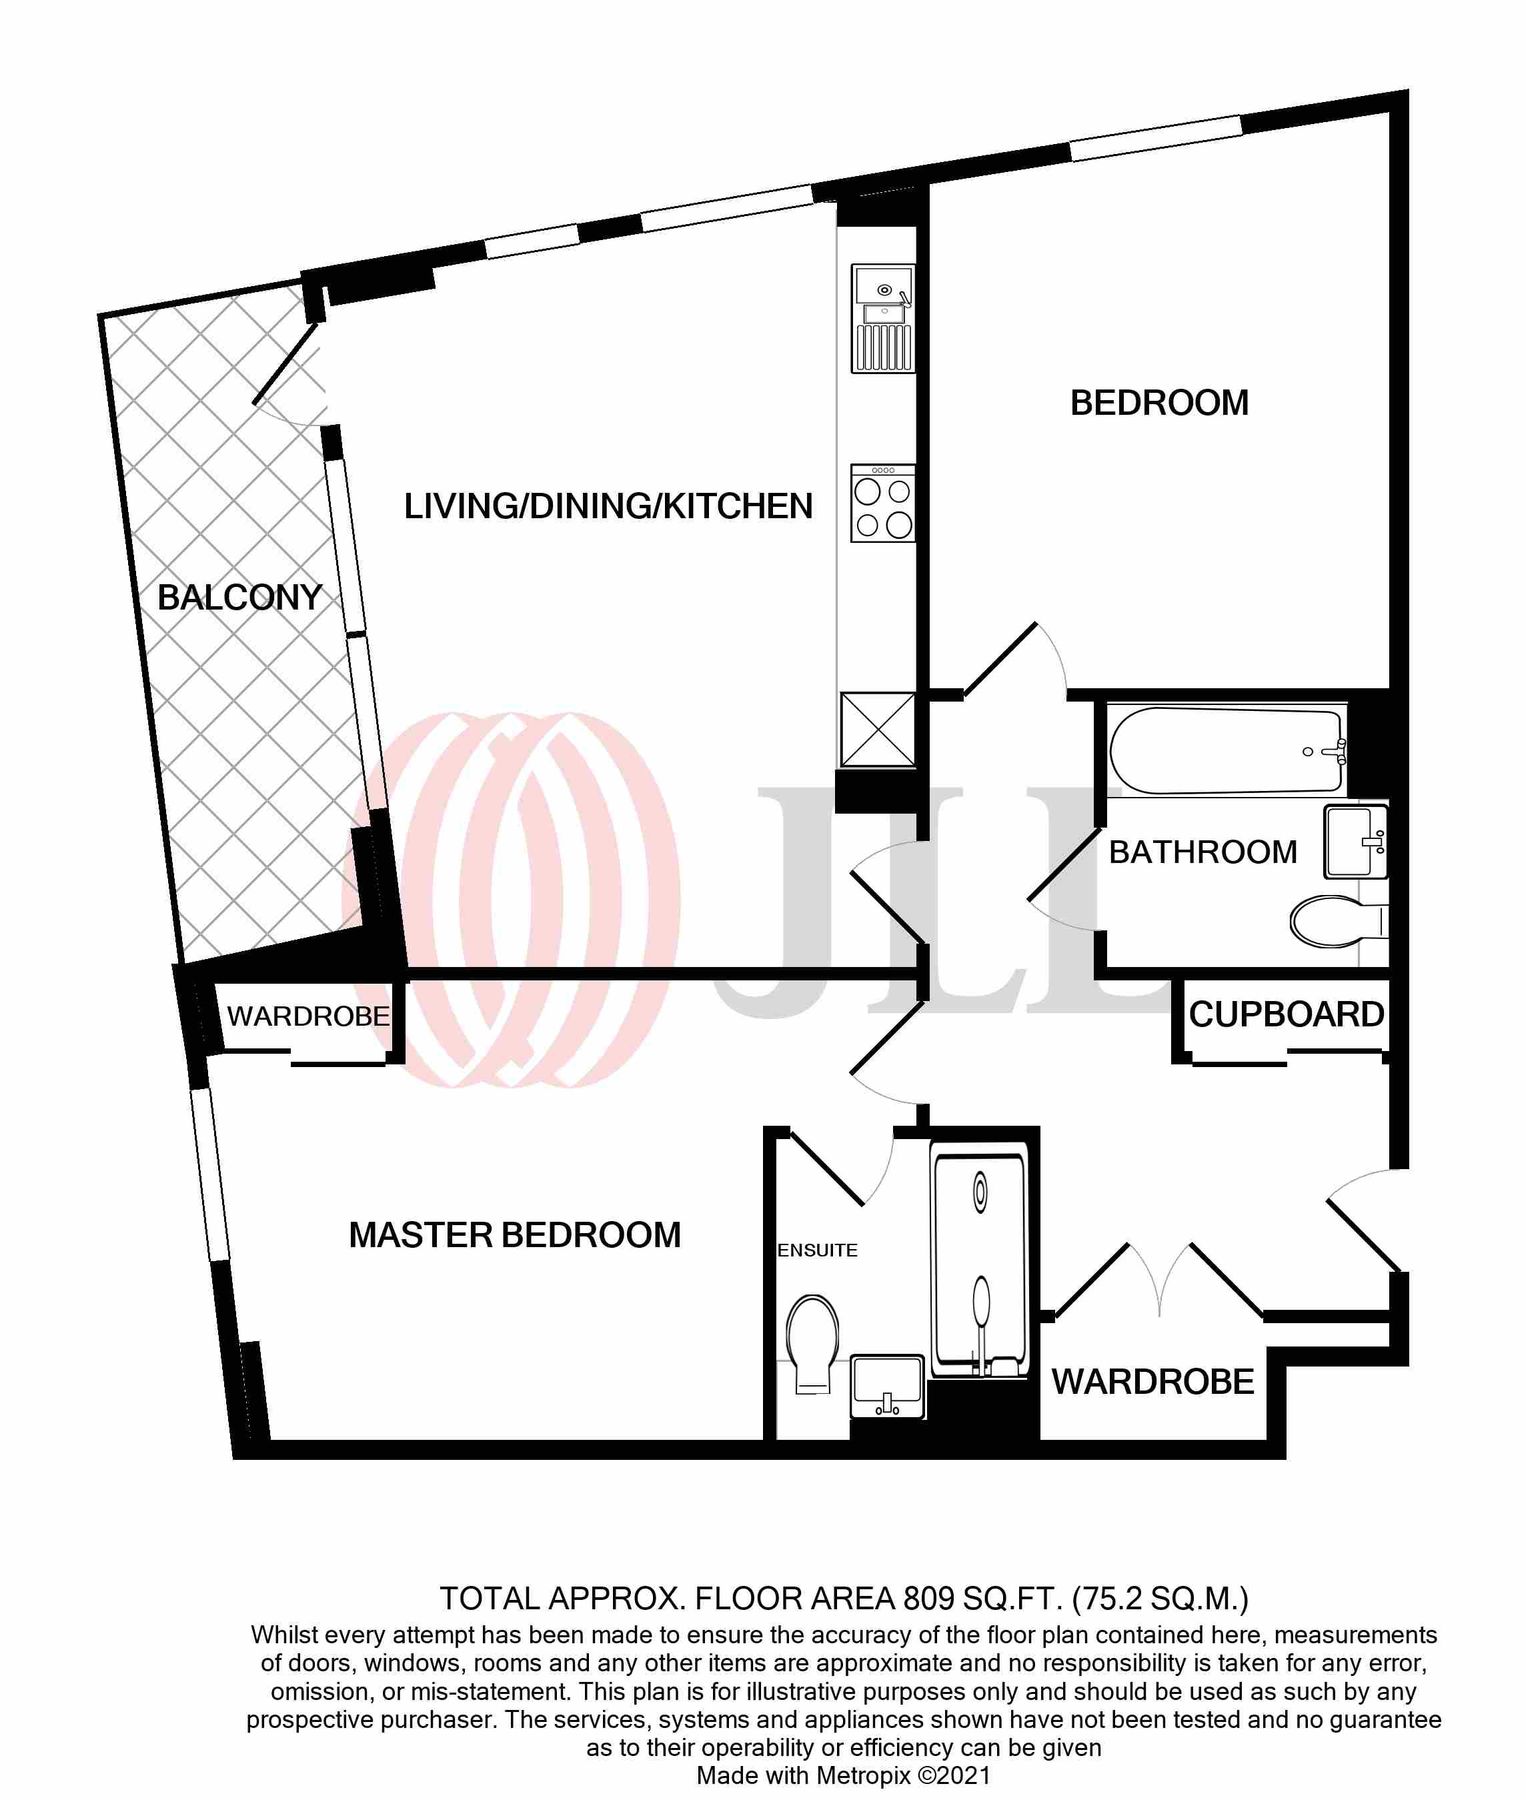 BEDROOM
LIVING/DINING/KITCHEN
BALCONY
JLL
BATHROOM
WARDROBE
CUPBOARD
MASTER BEDROOM
ENSUITE
WARDROBE
TOTAL APPROX. FLOOR AREA 809 SQ.FT. (75.2 SQ.M.)
Whilst every attempt has been made to ensure the accuracy of the floor plan contained here, measurements
of doors, windows, rooms and any other items are approximate and no responsibility is taken for any error,
omission, or mis-statement. This plan is for illustrative purposes only and should be used as such by any
prospective purchaser. The services, systems and appliances shown have not been tested and no guarantee
as to their operability or efficiency can be given
Made with Metropix ©2021